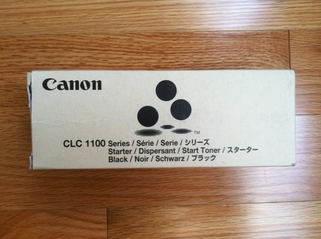 Canon
TM
CLC 1100 Series / Série / Serie / シリーズ
Starter / Dispersant / Start Toner / スターター
Black / Noir / Schwarz / ブラック